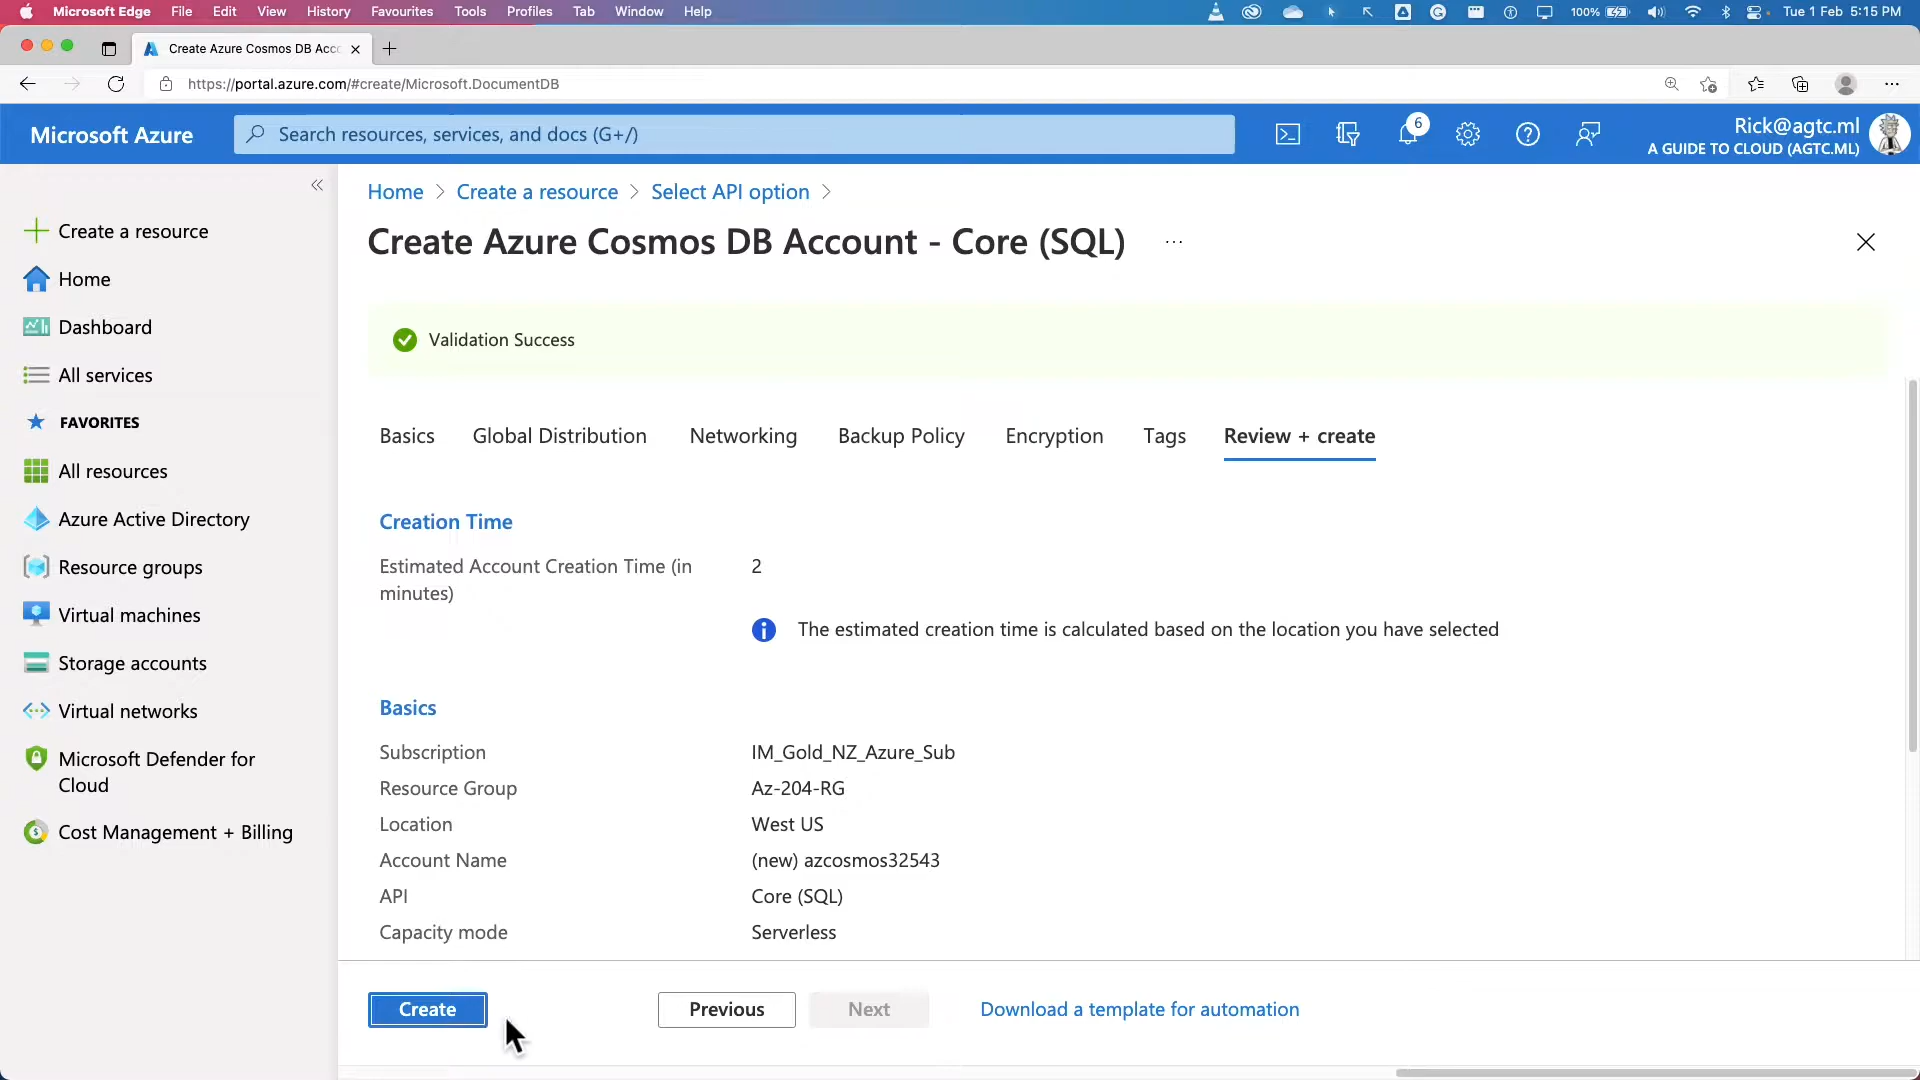 Microsoft Edge File Edit View History Favourites Tools Profiles Tab Window Help 100% Tue 1 Feb 5:15 PM
Create Azure Cosmos DB Acc
https://portal.azure.com/#create/Microsoft.DocumentDB
Microsoft Azure
Search resources, services, and docs (G+/)
6
Rick@agtc.ml
A GUIDE TO CLOUD (AGTC.ML)
Create a resource
Home
Dashboard
All services
FAVORITES
All resources
Azure Active Directory
Resource groups
Virtual machines
Storage accounts
Virtual networks
Microsoft Defender for
Cloud
Cost Management + Billing
Home > Create a resource > Select API option >
Create Azure Cosmos DB Account - Core (SQL) ...
Validation Success
Basics Global Distribution Networking Backup Policy Encryption Tags Review + create
Creation Time
Estimated Account Creation Time (in
minutes)
2
The estimated creation time is calculated based on the location you have selected
Basics
Subscription IM_Gold_NZ_Azure_Sub
Resource Group Az-204-RG
Location West US
Account Name (new) azcosmos32543
API Core (SQL)
Capacity mode Serverless
Create Previous Next Download a template for automation